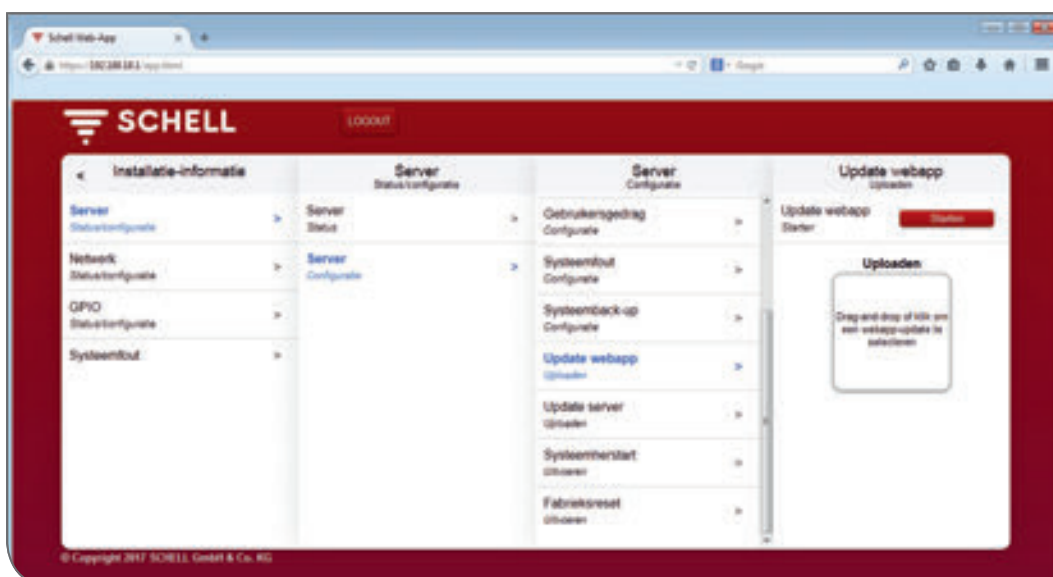 Schell Web-App
Google
SCHELL
LOGOUT
< Installatie-informatie
Server
Status/configuratie
>
Netwerk
Status/configuratie
>
GPIO
Status/configuratie
>
Systeemfout
>
Server
Status/configuratie
Server
Status
>
Server
Configuratie
>
Server
Configuratie
Gebruikersgedrag
Configuratie
>
Systeemfout
Configuratie
>
Systeemback-up
Configuratie
>
Update webapp
Uploaden
>
Update server
Uploaden
>
Systeemherstart
Uitvoeren
>
Fabrieksreset
Uitvoeren
>
Update webapp
Uploaden
Update webapp
Starten
Starten
Uploaden
Drag and drop of klik om
een webapp-update te
selecteren
© Copyright 2017 SCHELL GmbH & Co. KG